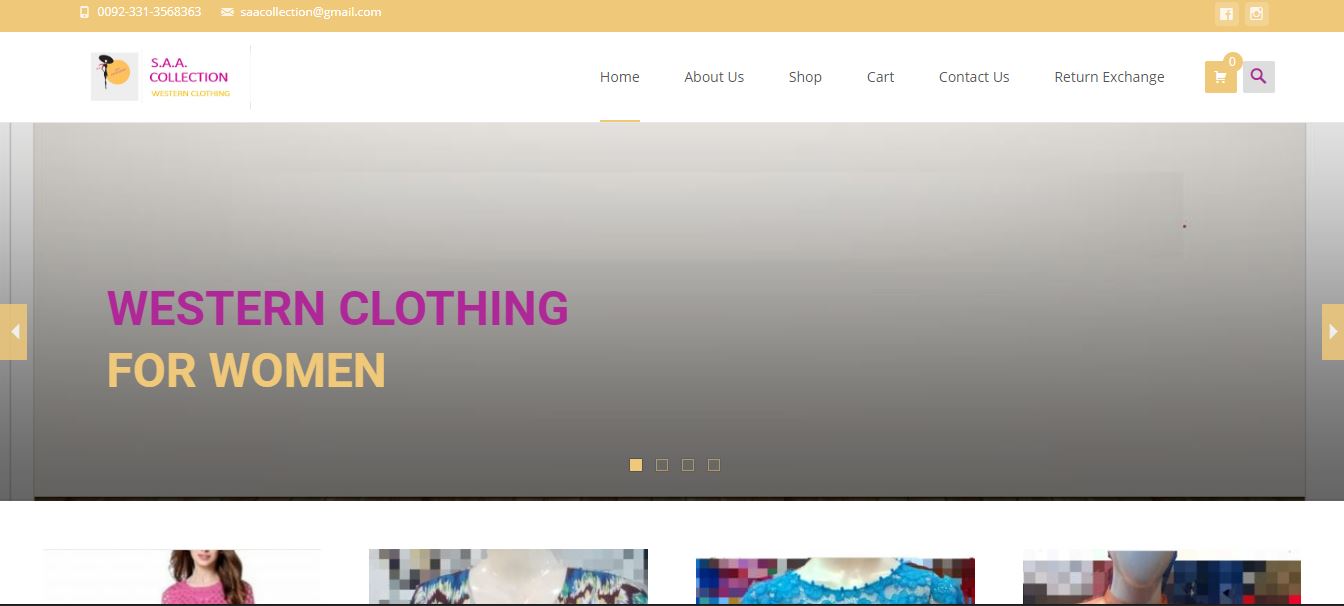 0092-331-3568363 saacollection@gmail.com
S.A.A.
COLLECTION
WESTERN CLOTHING
Home About Us Shop Cart Contact Us Return Exchange 0
WESTERN CLOTHING
FOR WOMEN